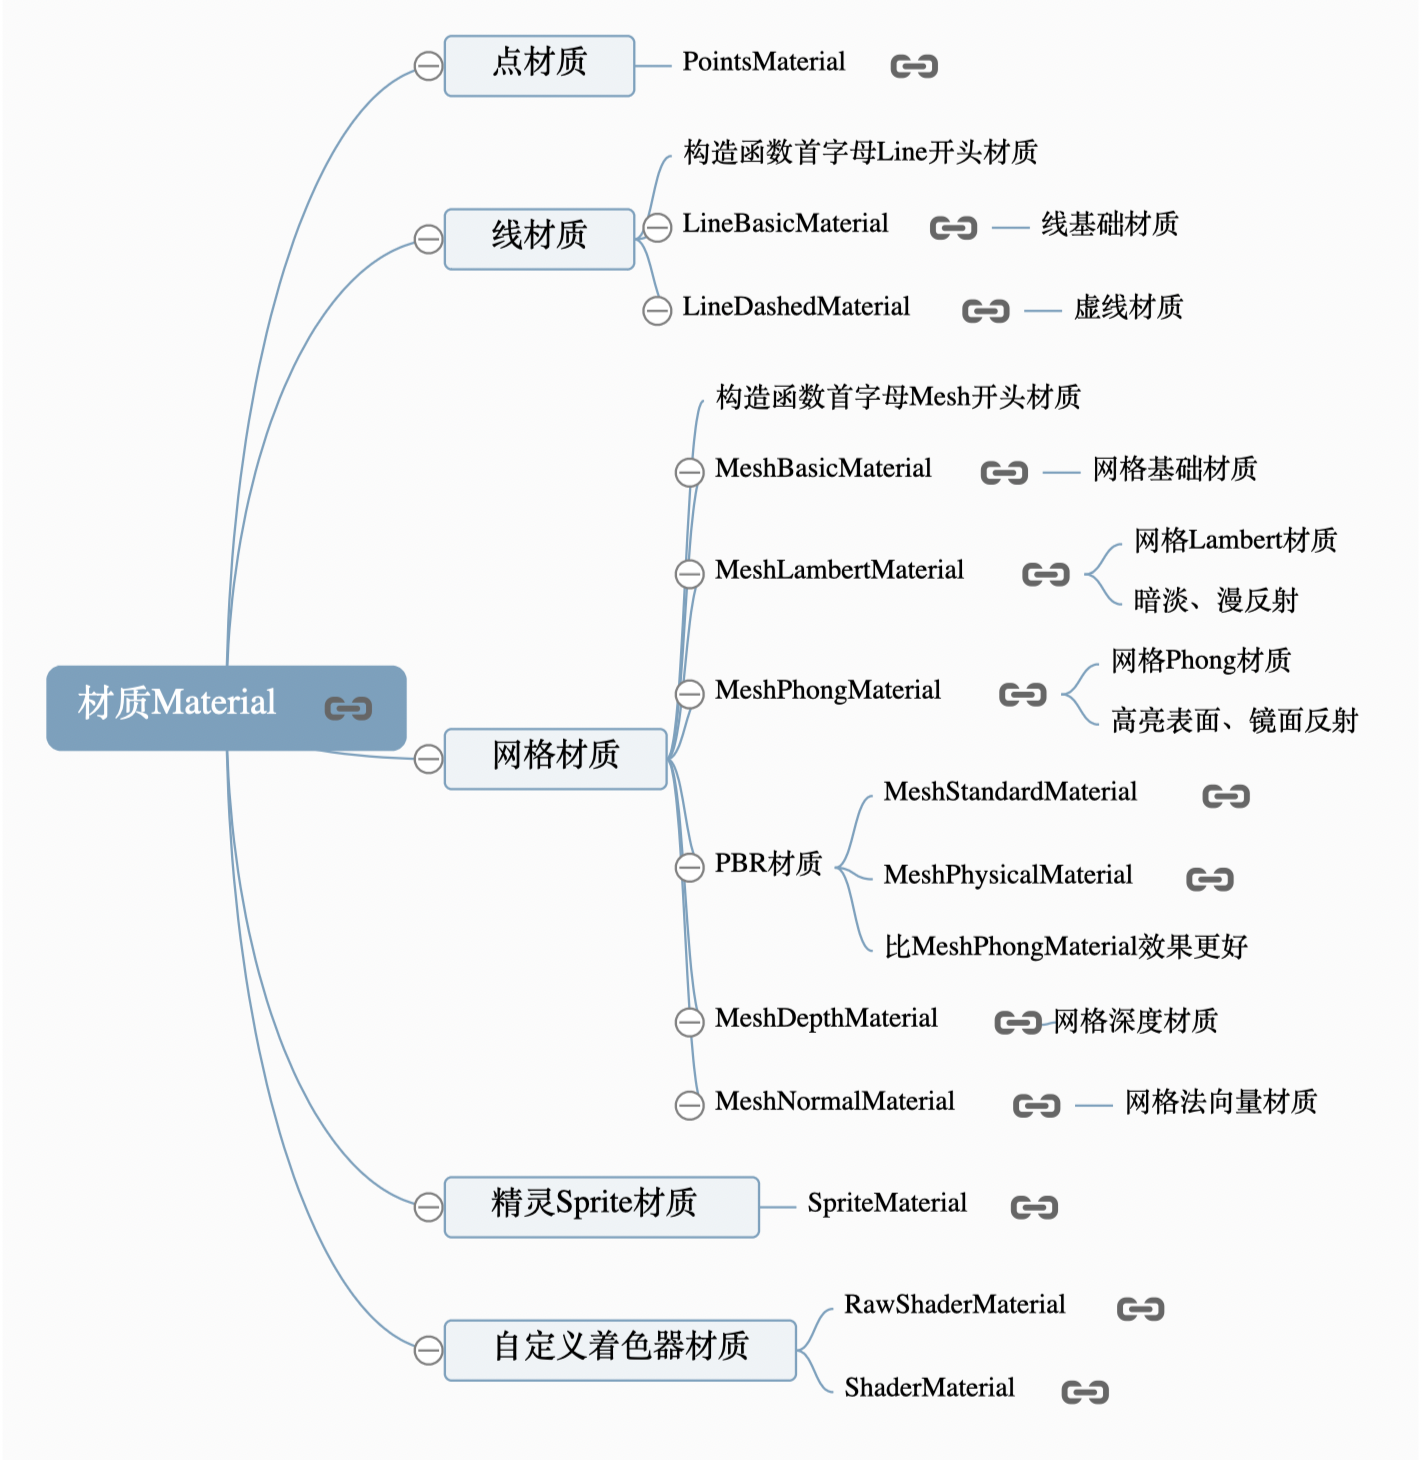 点材质
PointsMaterial
构造函数首字母Line开头材质
线材质
LineBasicMaterial
线基础材质
LineDashedMaterial
虚线材质
构造函数首字母Mesh开头材质
MeshBasicMaterial
网格基础材质
MeshLambertMaterial
网格Lambert材质
暗淡、漫反射
MeshPhongMaterial
网格Phong材质
高亮表面、镜面反射
材质Material
网格材质
PBR材质
MeshStandardMaterial
MeshPhysicalMaterial
比MeshPhongMaterial效果更好
MeshDepthMaterial
网格深度材质
MeshNormalMaterial
网格法向量材质
精灵Sprite材质
SpriteMaterial
自定义着色器材质
RawShaderMaterial
ShaderMaterial